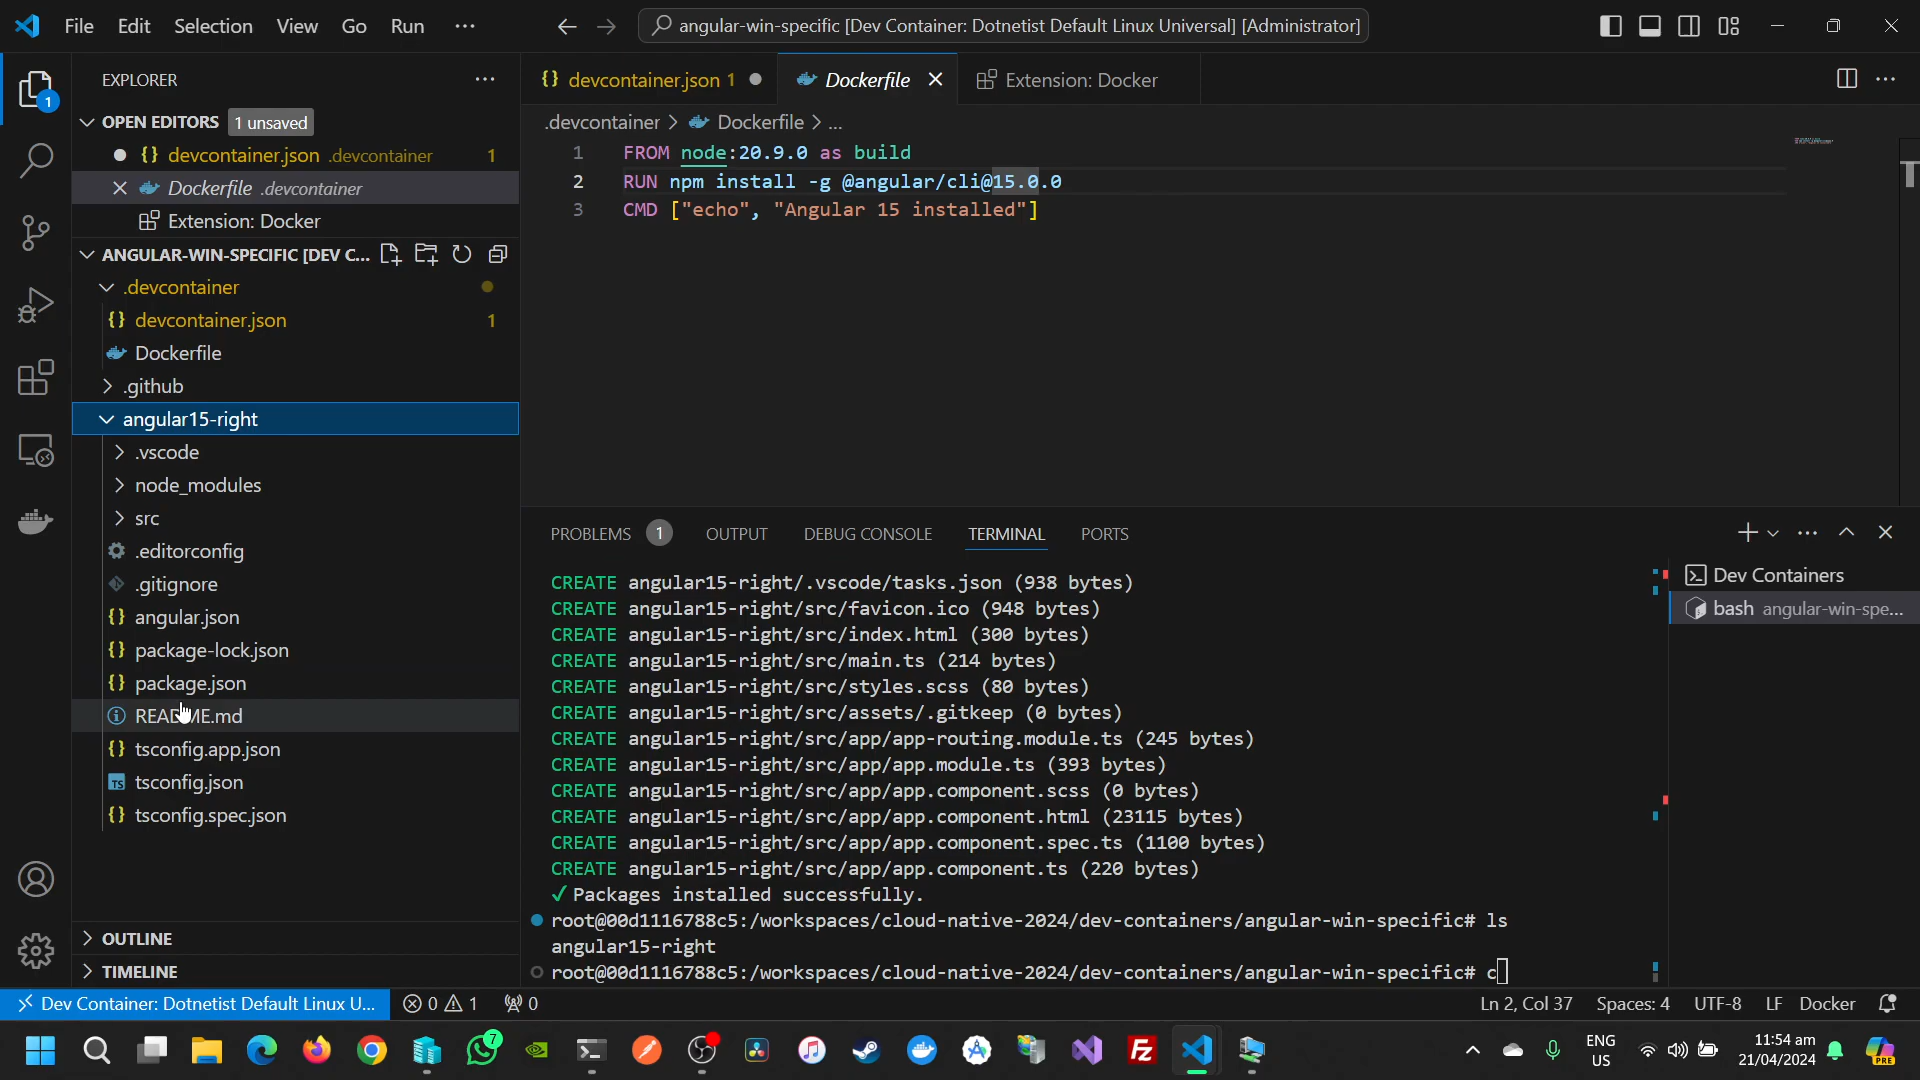 File Edit Selection View Go Run ...
angular-win-specific [Dev Container: Dotnetist Default Linux Universal] [Administrator]
EXPLORER
1
OPEN EDITORS 1 unsaved
devcontainer.json .devcontainer 1
Dockerfile .devcontainer
Extension: Docker
ANGULAR-WIN-SPECIFIC [DEV C...
.devcontainer
devcontainer.json 1
Dockerfile
.github
angular15-right
.vscode
node_modules
src
.editorconfig
.gitignore
angular.json
package-lock.json
package.json
README.md
tsconfig.app.json
tsconfig.json
tsconfig.spec.json
OUTLINE
TIMELINE
devcontainer.json 1 Dockerfile Extension: Docker
.devcontainer > Dockerfile > ...
1 FROM node:20.9.0 as build
2 RUN npm install -g @angular/cli@15.0.0
3 CMD ["echo", "Angular 15 installed"]
PROBLEMS 1 OUTPUT DEBUG CONSOLE TERMINAL PORTS
CREATE angular15-right/.vscode/tasks.json (938 bytes)
CREATE angular15-right/src/favicon.ico (948 bytes)
CREATE angular15-right/src/index.html (300 bytes)
CREATE angular15-right/src/main.ts (214 bytes)
CREATE angular15-right/src/styles.scss (80 bytes)
CREATE angular15-right/src/assets/.gitkeep (0 bytes)
CREATE angular15-right/src/app/app-routing.module.ts (245 bytes)
CREATE angular15-right/src/app/app.module.ts (393 bytes)
CREATE angular15-right/src/app/app.component.scss (0 bytes)
CREATE angular15-right/src/app/app.component.html (23115 bytes)
CREATE angular15-right/src/app/app.component.spec.ts (1100 bytes)
CREATE angular15-right/src/app/app.component.ts (220 bytes)
✓ Packages installed successfully.
root@00d1116788c5:/workspaces/cloud-native-2024/dev-containers/angular-win-specific# ls
angular15-right
root@00d1116788c5:/workspaces/cloud-native-2024/dev-containers/angular-win-specific# c
Dev Containers
bash angular-win-spe...
Dev Container: Dotnetist Default Linux U... 0 1 0 Ln 2, Col 37 Spaces: 4 UTF-8 LF Docker
7
ENG
US
11:54 am
21/04/2024
PRE